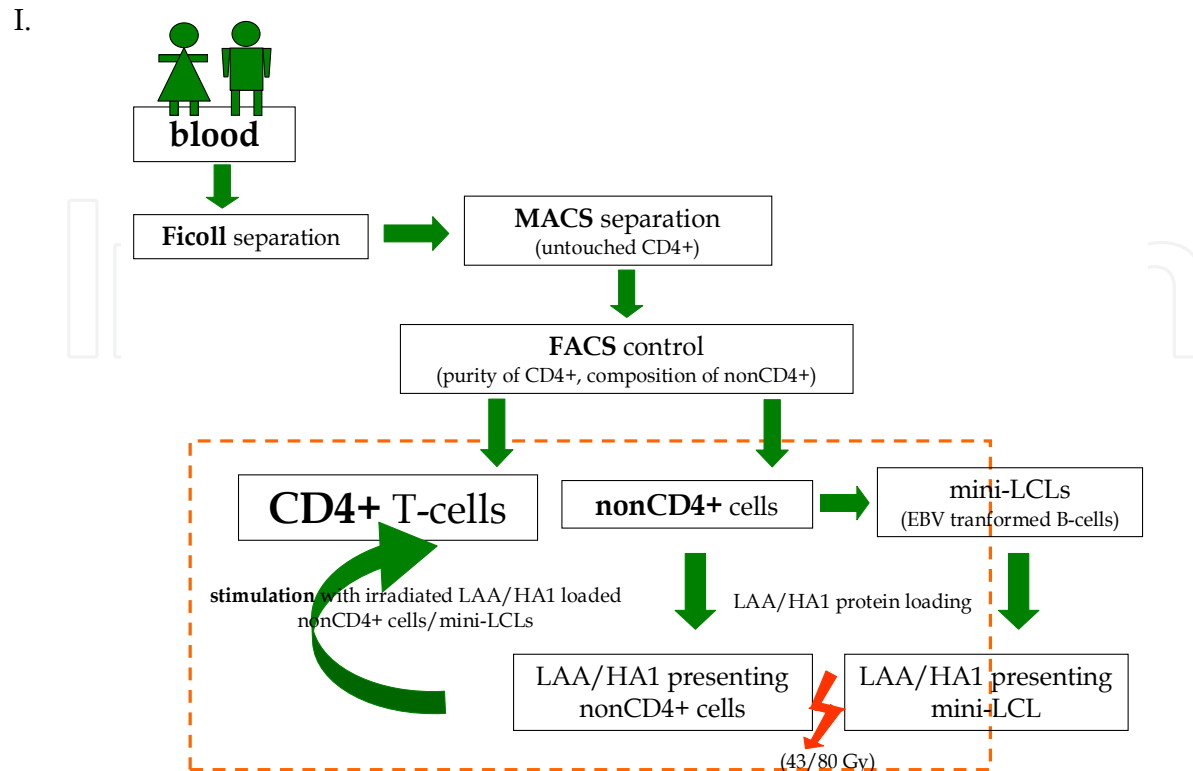 I.
blood
Ficoll separation
MACS separation
(untouched CD4+)
FACS control
(purity of CD4+, composition of nonCD4+)
CD4+ T-cells
nonCD4+ cells
mini-LCLs
(EBV tranformed B-cells)
stimulation with irradiated LAA/HA1 loaded
nonCD4+ cells/mini-LCLs
LAA/HA1 protein loading
LAA/HA1 presenting
nonCD4+ cells
LAA/HA1 presenting
mini-LCL
(43/80 Gy)